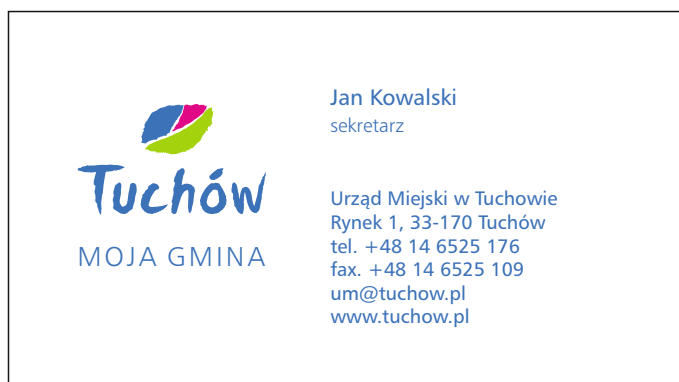 Tuchów
MOJA GMINA
Jan Kowalski
sekretarz
Urząd Miejski w Tuchowie
Rynek 1, 33-170 Tuchów
tel. +48 14 6525 176
fax. +48 14 6525 109
um@tuchow.pl
www.tuchow.pl